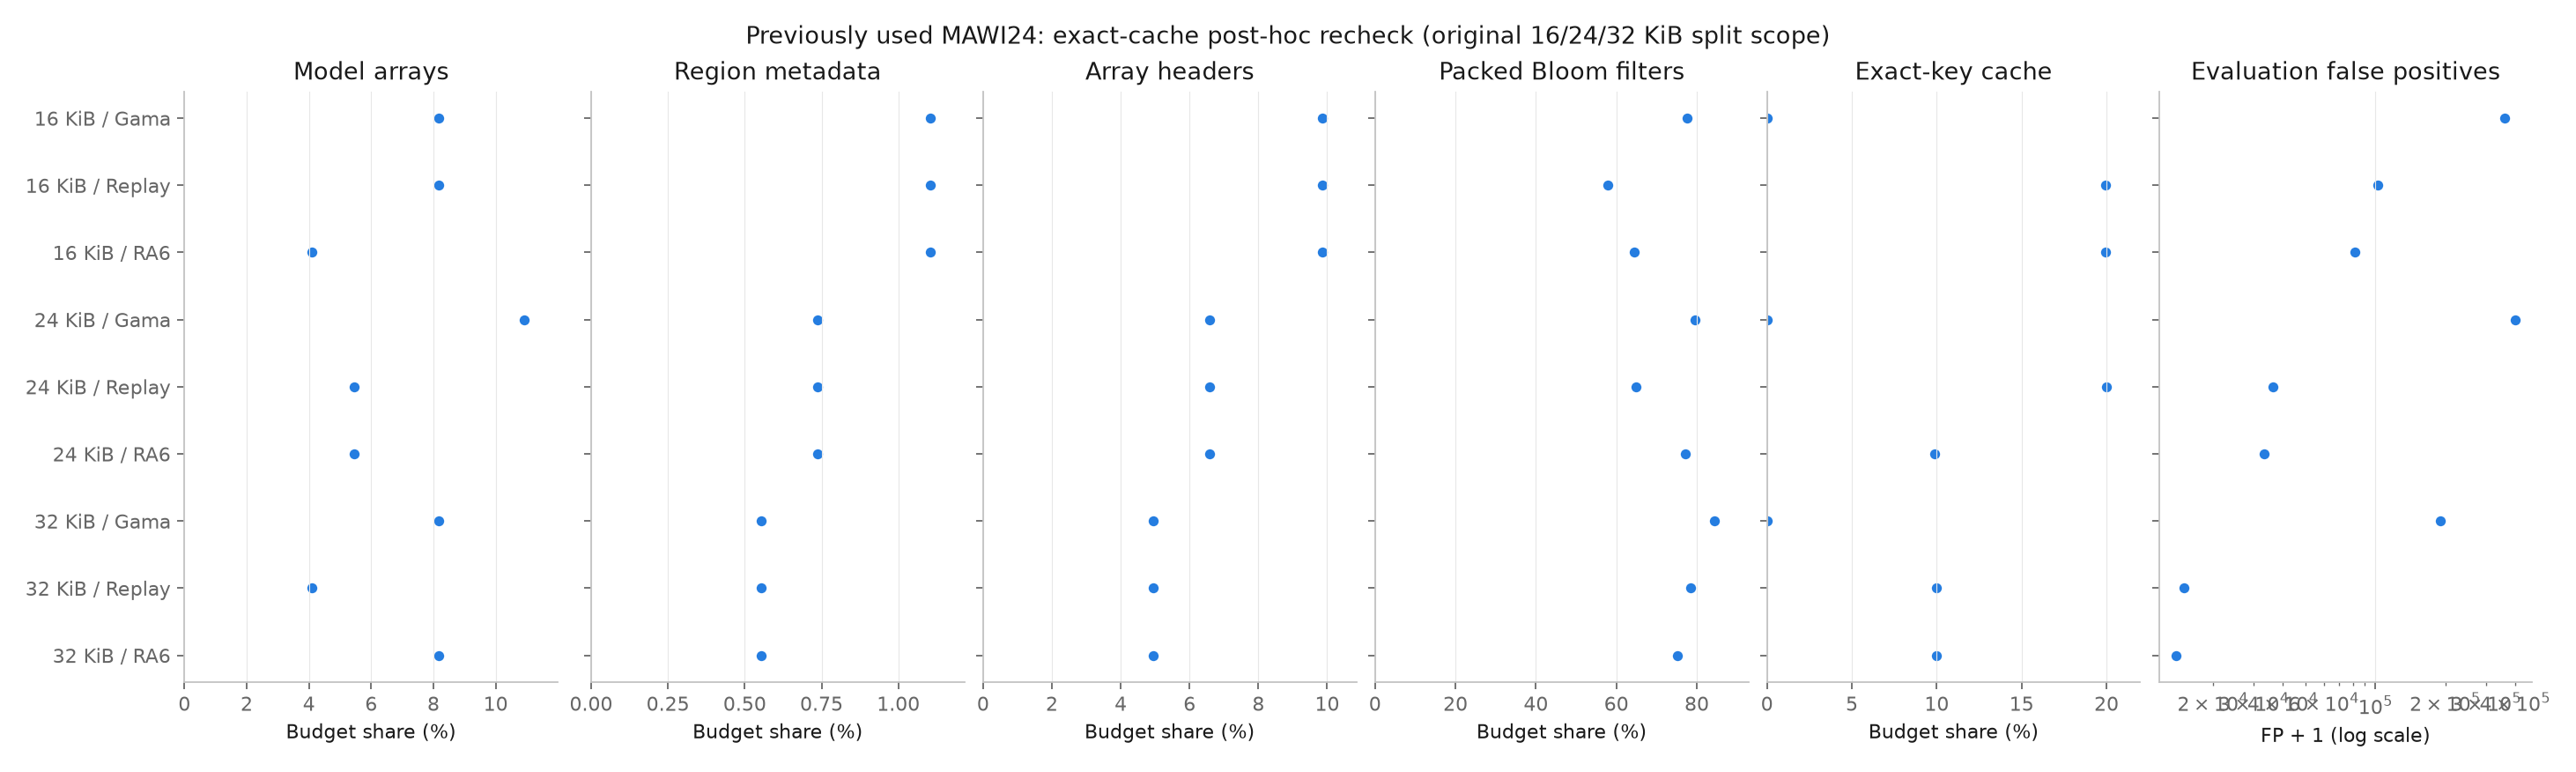 Previously used MAWI24: exact-cache post-hoc recheck (original 16/24/32 KiB split scope)
Model arrays
Region metadata
Array headers
Packed Bloom filters
Exact-key cache
Evaluation false positives
16 KiB / Gama
16 KiB / Replay
16 KiB / RA6
24 KiB / Gama
24 KiB / Replay
24 KiB / RA6
32 KiB / Gama
32 KiB / Replay
32 KiB / RA6
0 2 4 6 8 10
0.00 0.25 0.50 0.75 1.00
0 2 4 6 8 10
0 20 40 60 80
0 5 10 15 20
10⁵
Budget share (%)
Budget share (%)
Budget share (%)
Budget share (%)
Budget share (%)
FP + 1 (log scale)